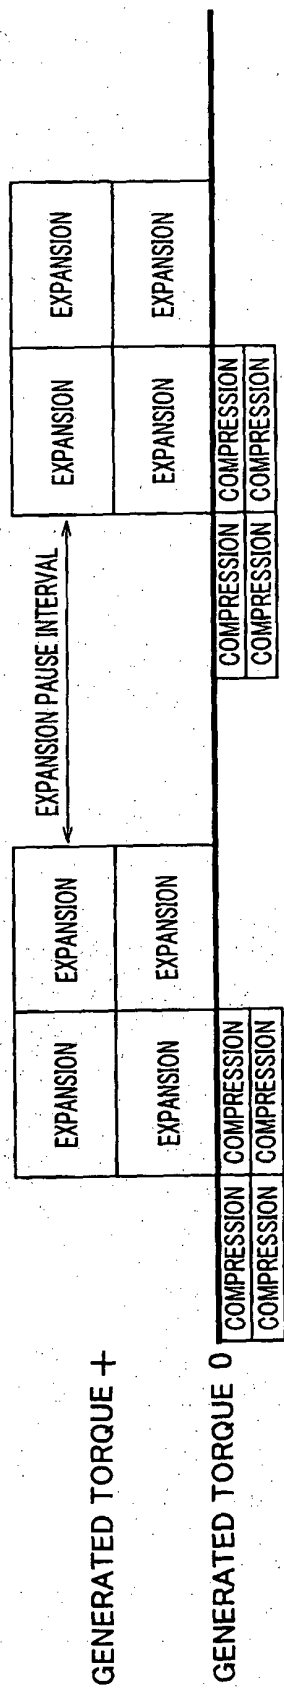 GENERATED TORQUE +
EXPANSION EXPANSION EXPANSION PAUSE INTERVAL EXPANSION EXPANSION
EXPANSION EXPANSION EXPANSION EXPANSION
GENERATED TORQUE 0
COMPRESSION COMPRESSION COMPRESSION COMPRESSION
COMPRESSION COMPRESSION COMPRESSION COMPRESSION